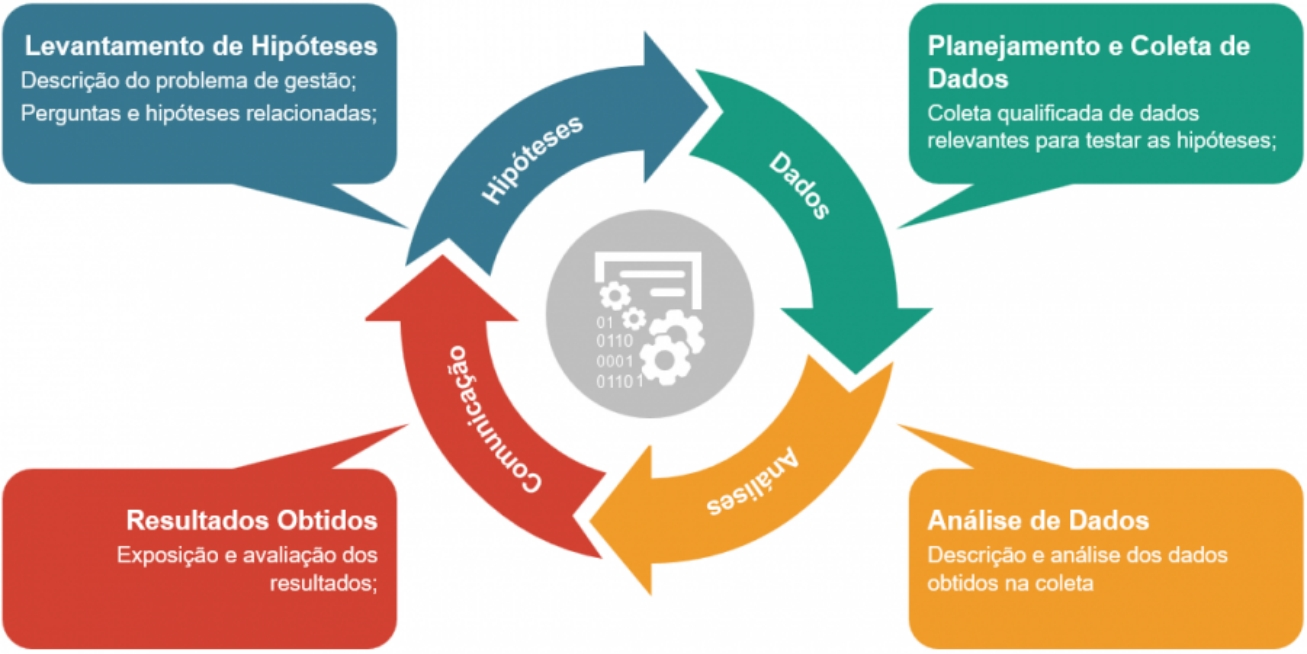 Levantamento de Hipóteses
Descrição do problema de gestão;
Perguntas e hipóteses relacionadas;
Planejamento e Coleta de
Dados
Coleta qualificada de dados
relevantes para testar as hipóteses;
Hipóteses
Dados
01
0110
0001
01101
Comunicação
Análises
Resultados Obtidos
Exposição e avaliação dos
resultados;
Análise de Dados
Descrição e análise dos dados
obtidos na coleta